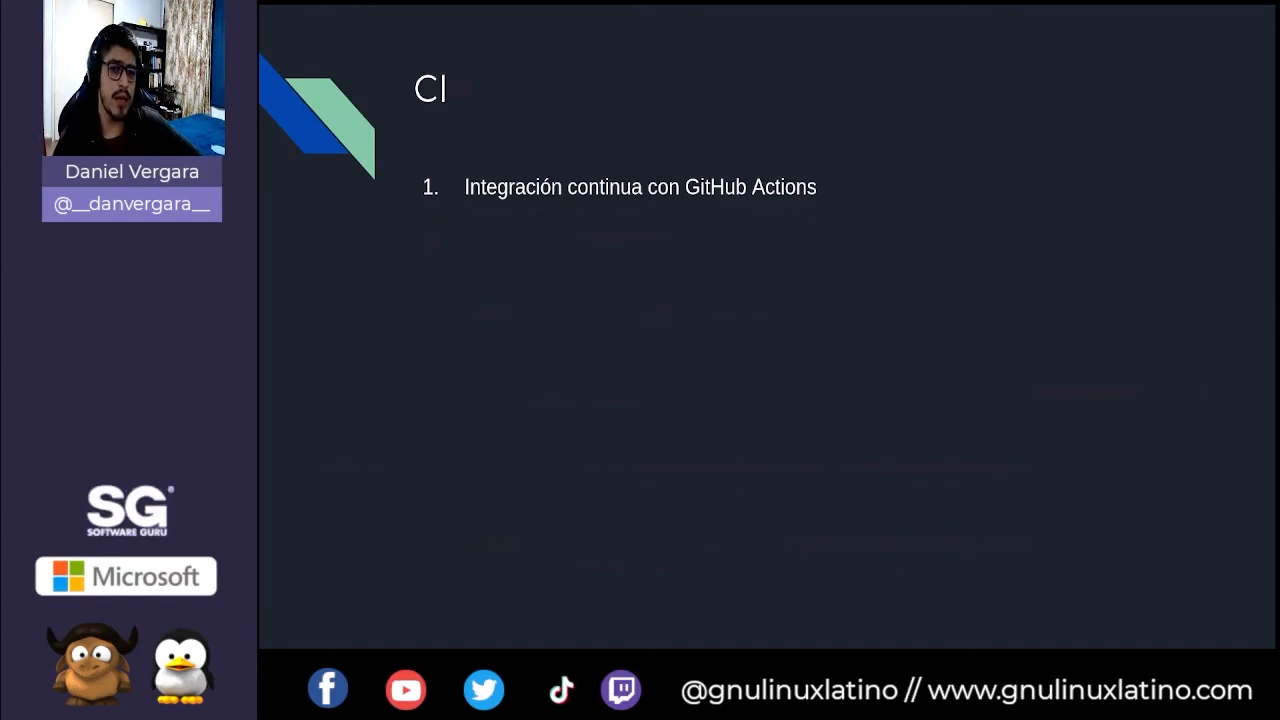 CI
1. Integración continua con GitHub Actions
Daniel Vergara
@__danvergara__
SG
SOFTWARE GURU
Microsoft
@gnulinuxlatino // www.gnulinuxlatino.com